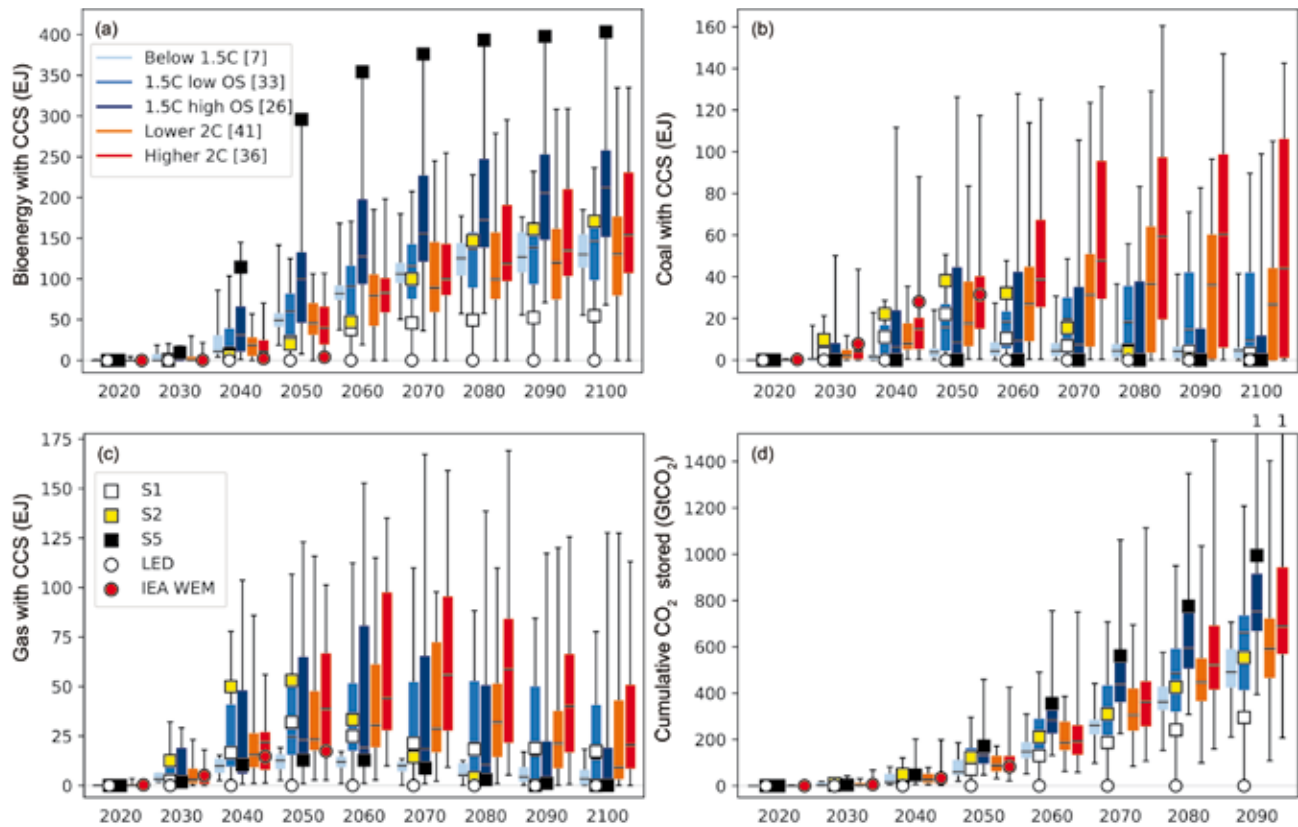 (a)
Bioenergy with CCS (EJ)
400
350
300
250
200
150
100
50
0
Below 1.5C [7]
1.5C low OS [33]
1.5C high OS [26]
Lower 2C [41]
Higher 2C [36]
2020 2030 2040 2050 2060 2070 2080 2090 2100
(b)
Coal with CCS (EJ)
160
140
120
100
80
60
40
20
0
2020 2030 2040 2050 2060 2070 2080 2090 2100
(c)
Gas with CCS (EJ)
175
150
125
100
75
50
25
0
S1
S2
S5
LED
IEA WEM
2020 2030 2040 2050 2060 2070 2080 2090 2100
1 1
(d)
Cumulative CO₂ stored (GtCO₂)
1400
1200
1000
800
600
400
200
0
2020 2030 2040 2050 2060 2070 2080 2090